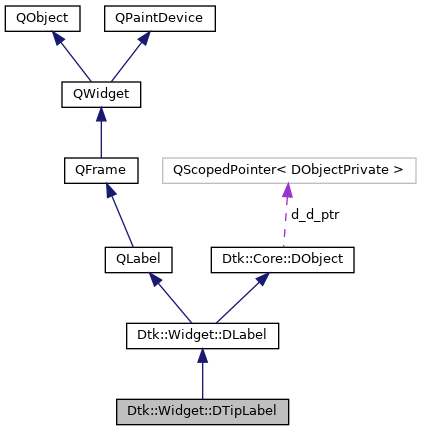 QObject
QPaintDevice
QWidget
QFrame
QScopedPointer< DObjectPrivate >
d_d_ptr
QLabel
Dtk::Core::DObject
Dtk::Widget::DLabel
Dtk::Widget::DTipLabel